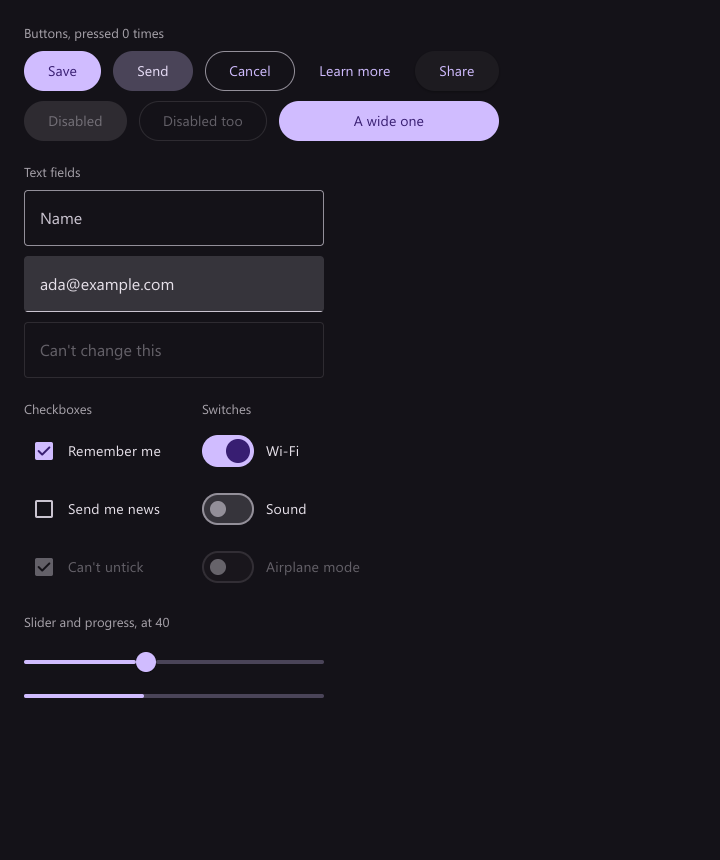 Buttons, pressed 0 times
Save Send Cancel Learn more Share
Disabled Disabled too A wide one
Text fields
Name
ada@example.com
Can't change this
Checkboxes Switches
Remember me Wi-Fi
Send me news Sound
Can't untick Airplane mode
Slider and progress, at 40